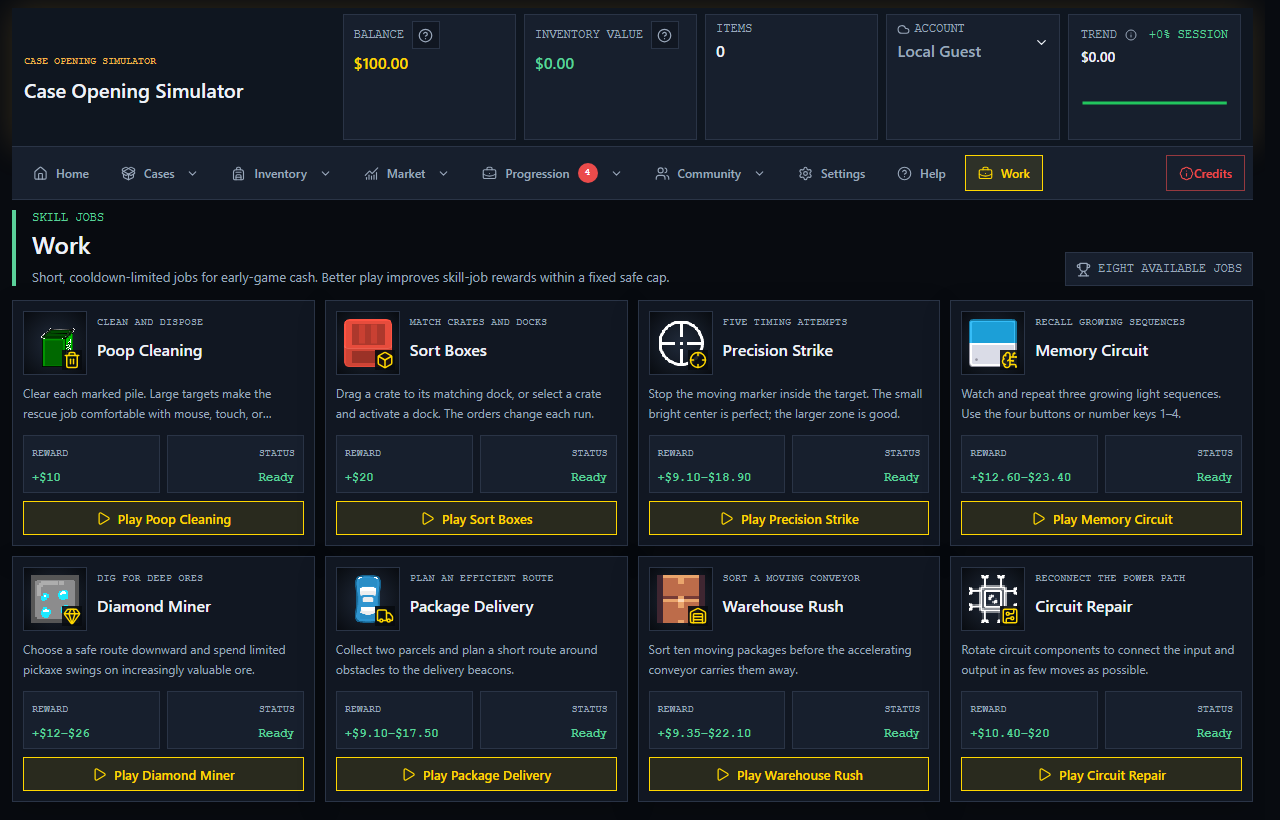 CASE OPENING SIMULATOR
Case Opening Simulator
BALANCE
$100.00
INVENTORY VALUE
$0.00
ITEMS
0
ACCOUNT
Local Guest
TREND +0% SESSION
$0.00
Home
Cases
Inventory
Market
Progression 4
Community
Settings
Help
Work
Credits
SKILL JOBS
Work
Short, cooldown-limited jobs for early-game cash. Better play improves skill-job rewards within a fixed safe cap.
EIGHT AVAILABLE JOBS
CLEAN AND DISPOSE
Poop Cleaning
Clear each marked pile. Large targets make the
rescue job comfortable with mouse, touch, or...
REWARD
+$10
STATUS
Ready
Play Poop Cleaning
MATCH CRATES AND DOCKS
Sort Boxes
Drag a crate to its matching dock, or select a crate
and activate a dock. The orders change each run.
REWARD
+$20
STATUS
Ready
Play Sort Boxes
FIVE TIMING ATTEMPTS
Precision Strike
Stop the moving marker inside the target. The small
bright center is perfect; the larger zone is good.
REWARD
+$9.10–$18.90
STATUS
Ready
Play Precision Strike
RECALL GROWING SEQUENCES
Memory Circuit
Watch and repeat three growing light sequences.
Use the four buttons or number keys 1–4.
REWARD
+$12.60–$23.40
STATUS
Ready
Play Memory Circuit
DIG FOR DEEP ORES
Diamond Miner
Choose a safe route downward and spend limited
pickaxe swings on increasingly valuable ore.
REWARD
+$12–$26
STATUS
Ready
Play Diamond Miner
PLAN AN EFFICIENT ROUTE
Package Delivery
Collect two parcels and plan a short route around
obstacles to the delivery beacons.
REWARD
+$9.10–$17.50
STATUS
Ready
Play Package Delivery
SORT A MOVING CONVEYOR
Warehouse Rush
Sort ten moving packages before the accelerating
conveyor carries them away.
REWARD
+$9.35–$22.10
STATUS
Ready
Play Warehouse Rush
RECONNECT THE POWER PATH
Circuit Repair
Rotate circuit components to connect the input and
output in as few moves as possible.
REWARD
+$10.40–$20
STATUS
Ready
Play Circuit Repair